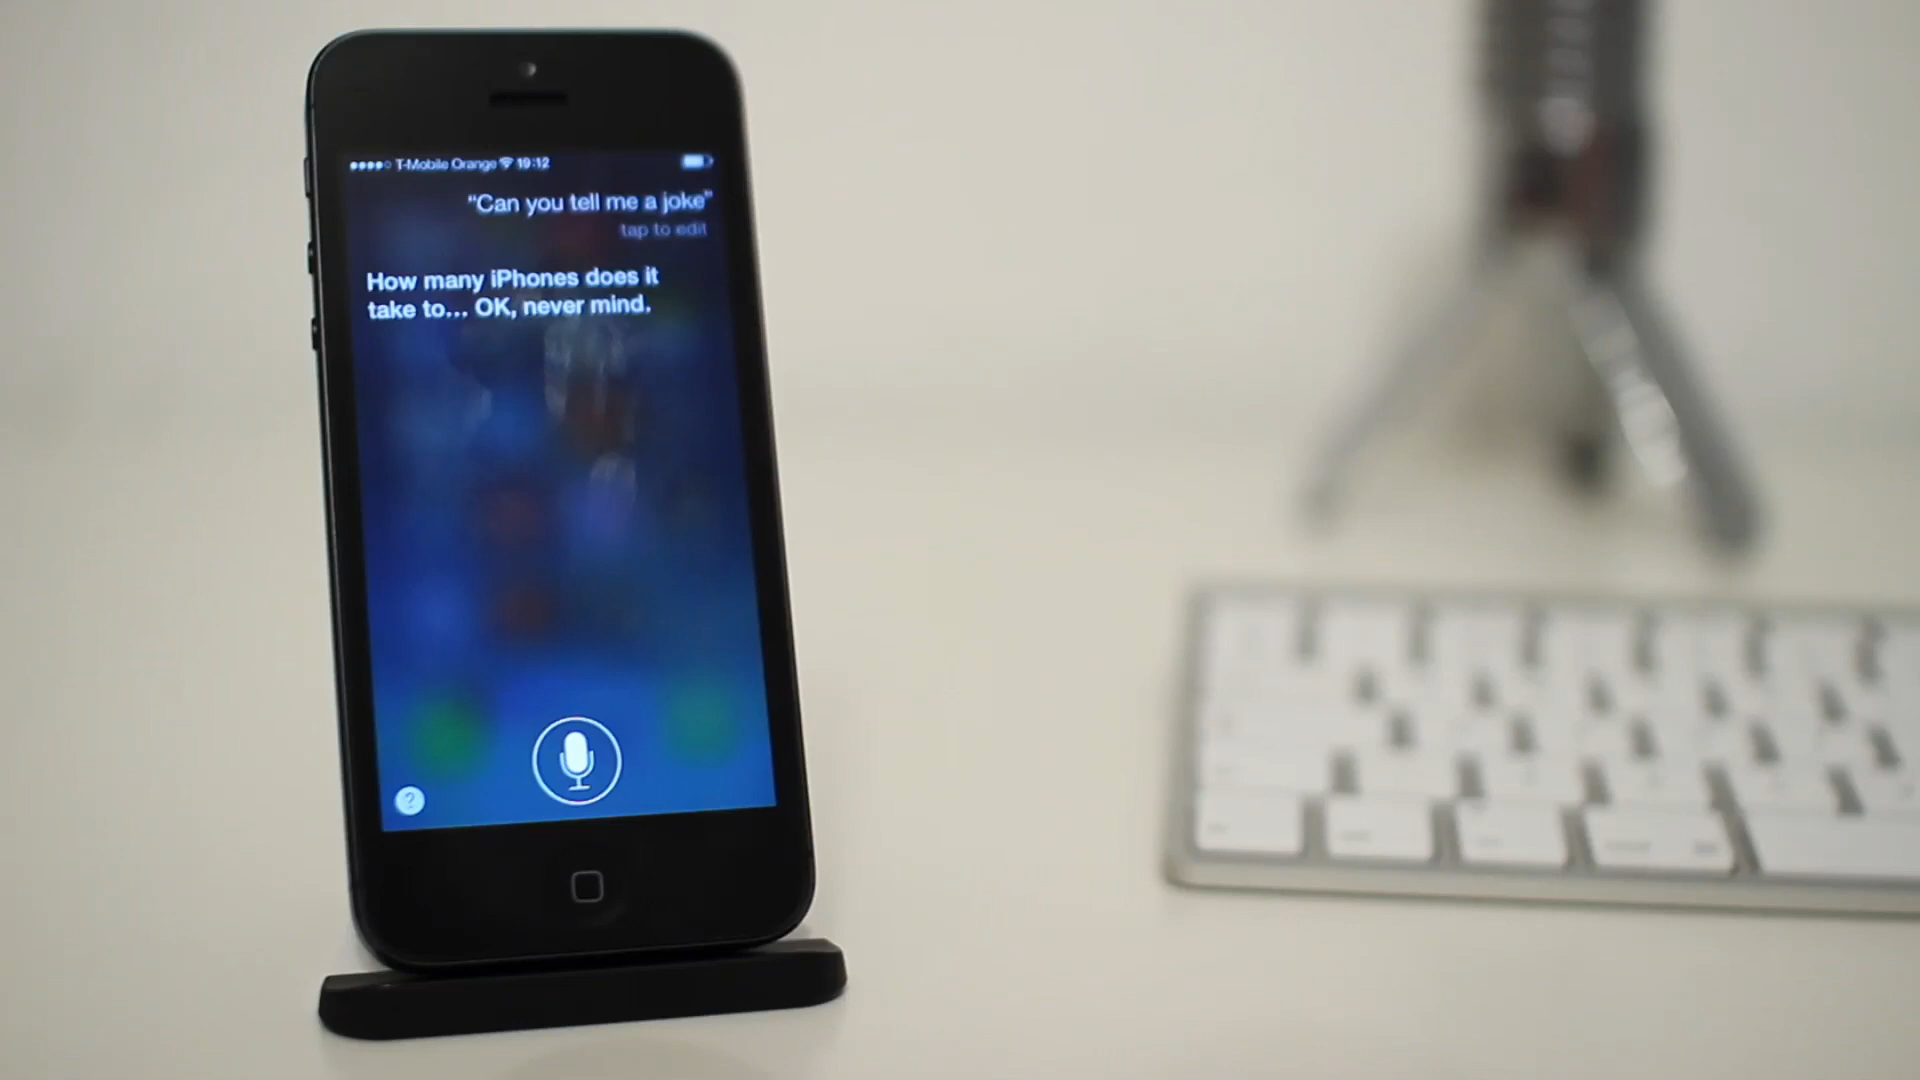 T-Mobile Orange 19:12
“Can you tell me a joke”
tap to edit
How many iPhones does it
take to... OK, never mind.
?